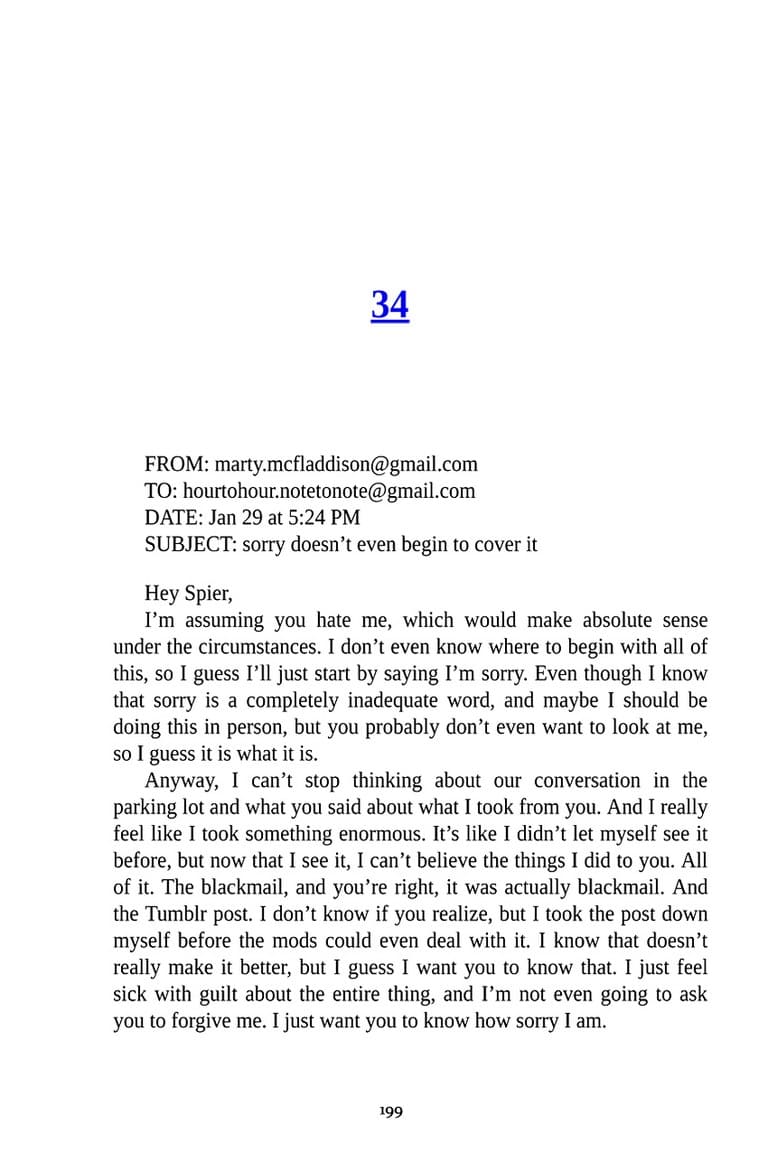 34
FROM: marty.mcfladdison@gmail.com
TO: hourtohour.notetonote@gmail.com
DATE: Jan 29 at 5:24 PM
SUBJECT: sorry doesn’t even begin to cover it
Hey Spier,
I’m assuming you hate me, which would make absolute sense
under the circumstances. I don’t even know where to begin with all of
this, so I guess I’ll just start by saying I’m sorry. Even though I know
that sorry is a completely inadequate word, and maybe I should be
doing this in person, but you probably don’t even want to look at me,
so I guess it is what it is.
Anyway, I can’t stop thinking about our conversation in the
parking lot and what you said about what I took from you. And I really
feel like I took something enormous. It’s like I didn’t let myself see it
before, but now that I see it, I can’t believe the things I did to you. All
of it. The blackmail, and you’re right, it was actually blackmail. And
the Tumblr post. I don’t know if you realize, but I took the post down
myself before the mods could even deal with it. I know that doesn’t
really make it better, but I guess I want you to know that. I just feel
sick with guilt about the entire thing, and I’m not even going to ask
you to forgive me. I just want you to know how sorry I am.
199